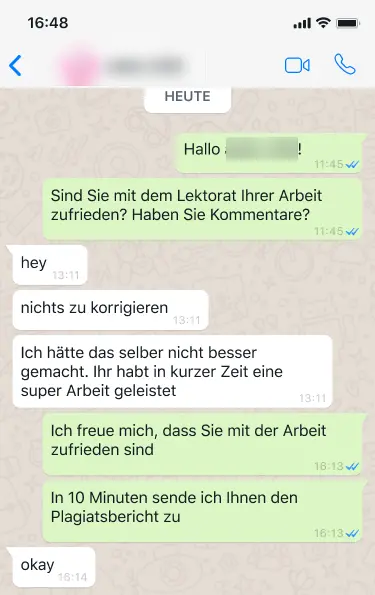 16:48
HEUTE
Hallo !
11:45
Sind Sie mit dem Lektorat Ihrer Arbeit
zufrieden? Haben Sie Kommentare?
11:45
hey
13:11
nichts zu korrigieren
13:11
Ich hätte das selber nicht besser
gemacht. Ihr habt in kurzer Zeit eine
super Arbeit geleistet
13:11
Ich freue mich, dass Sie mit der Arbeit
zufrieden sind
16:13
In 10 Minuten sende ich Ihnen den
Plagiatsbericht zu
16:13
okay
16:14